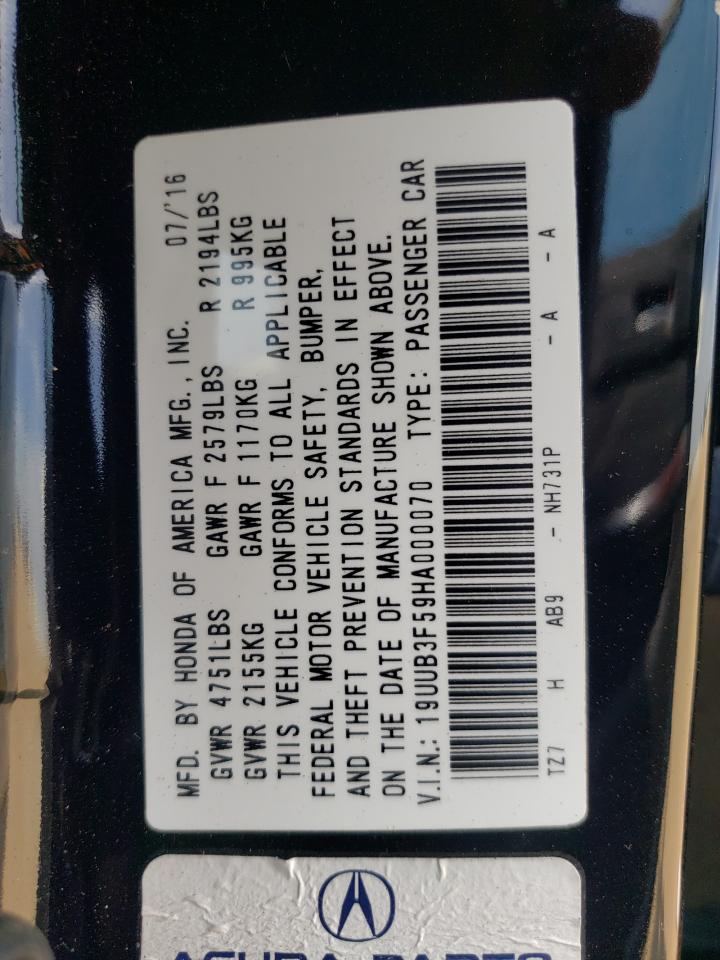 MFD. BY HONDA OF AMERICA MFG., INC. 07/'16
GVWR 4751LBS GAWR F 2579LBS R 2194LBS
GVWR 2155KG GAWR F 1170KG R 995KG
THIS VEHICLE CONFORMS TO ALL APPLICABLE
FEDERAL MOTOR VEHICLE SAFETY, BUMPER,
AND THEFT PREVENTION STANDARDS IN EFFECT
ON THE DATE OF MANUFACTURE SHOWN ABOVE.
V.I.N.: 19UUB3F59HA000070 TYPE: PASSENGER CAR
TZ7 H AB9 - NH731P - A - A
ACURA PARTS